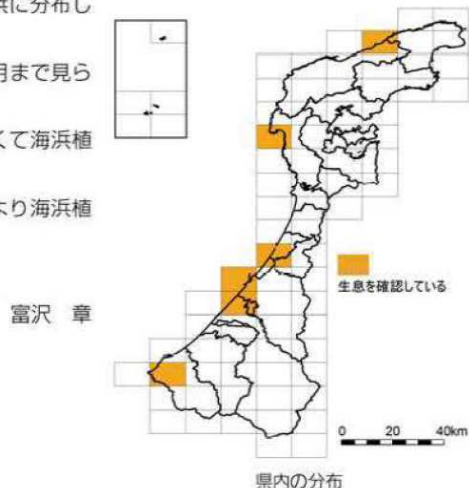 浜に分布し
月まで見ら
くて海浜植
より海浜植
富沢 章
生息を確認している
0 20 40km
県内の分布